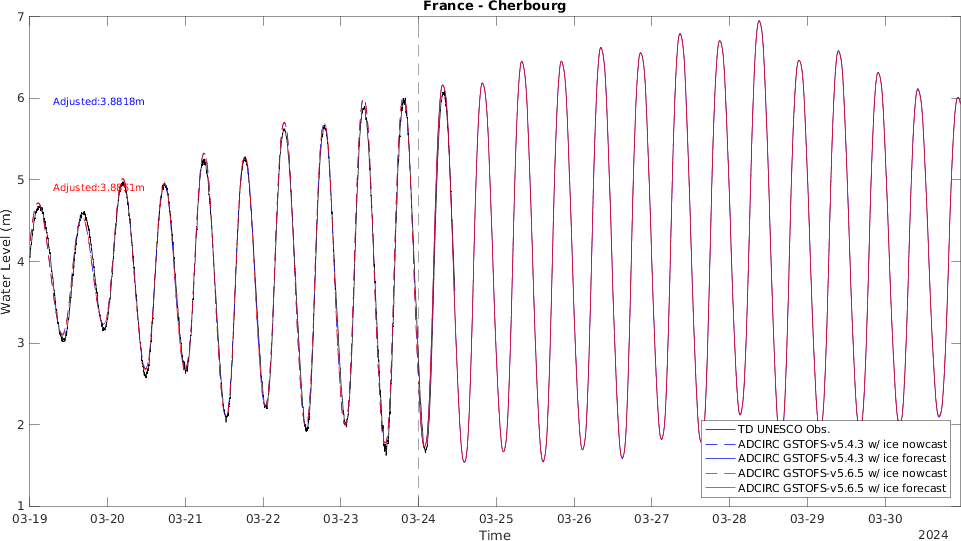 France - Cherbourg
7
6
5
4
3
2
1
Water Level (m)
Adjusted:3.8818m
Adjusted:3.8861m
TD UNESCO Obs.
ADCIRC GSTOFS-v5.4.3 w/ ice nowcast
ADCIRC GSTOFS-v5.4.3 w/ ice forecast
ADCIRC GSTOFS-v5.6.5 w/ ice nowcast
ADCIRC GSTOFS-v5.6.5 w/ ice forecast
03-19 03-20 03-21 03-22 03-23 03-24 03-25 03-26 03-27 03-28 03-29 03-30
Time
2024